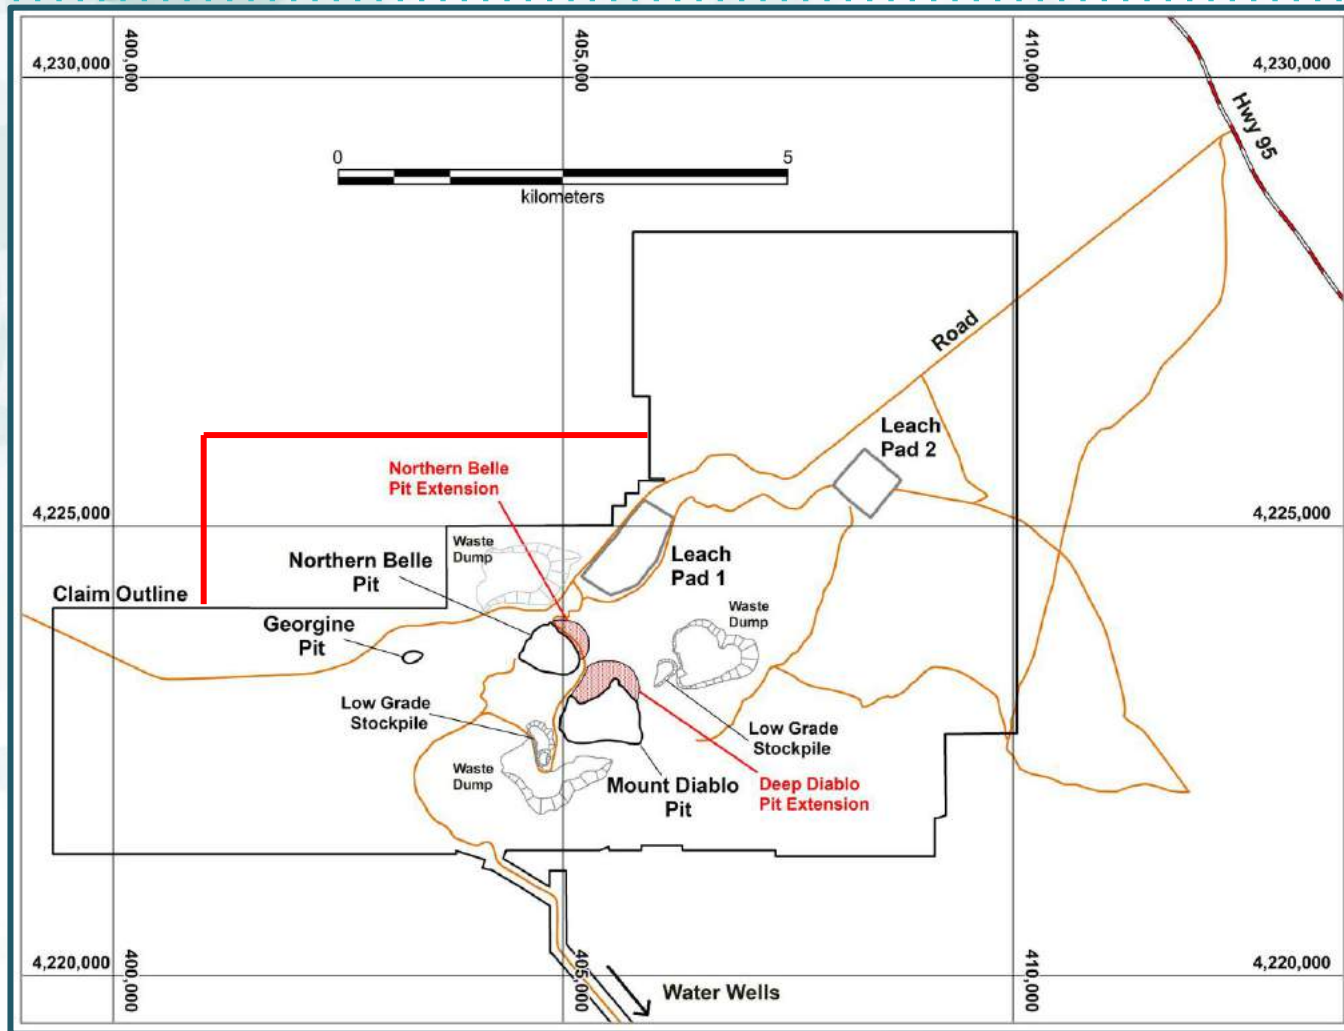 400,000
405,000
410,000
4,230,000
4,230,000
Hwy 95
0
5
kilometers
Road
Leach
Pad 2
Northern Belle
Pit Extension
4,225,000
4,225,000
Waste
Dump
Northern Belle
Pit
Leach
Pad 1
Claim Outline
Georgine
Pit
Waste
Dump
Low Grade
Stockpile
Low Grade
Stockpile
Waste
Dump
Mount Diablo
Pit
Deep Diablo
Pit Extension
4,220,000
4,220,000
400,000
405,000
410,000
Water Wells